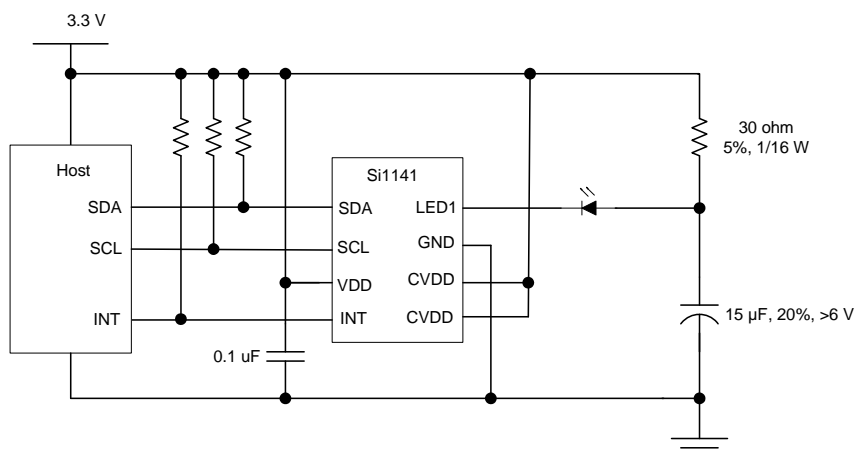 3.3 V
Host
SDA
SCL
INT
0.1 uF
Si1141
SDA
SCL
VDD
INT
LED1
GND
CVDD
CVDD
30 ohm
5%, 1/16 W
15 µF, 20%, >6 V